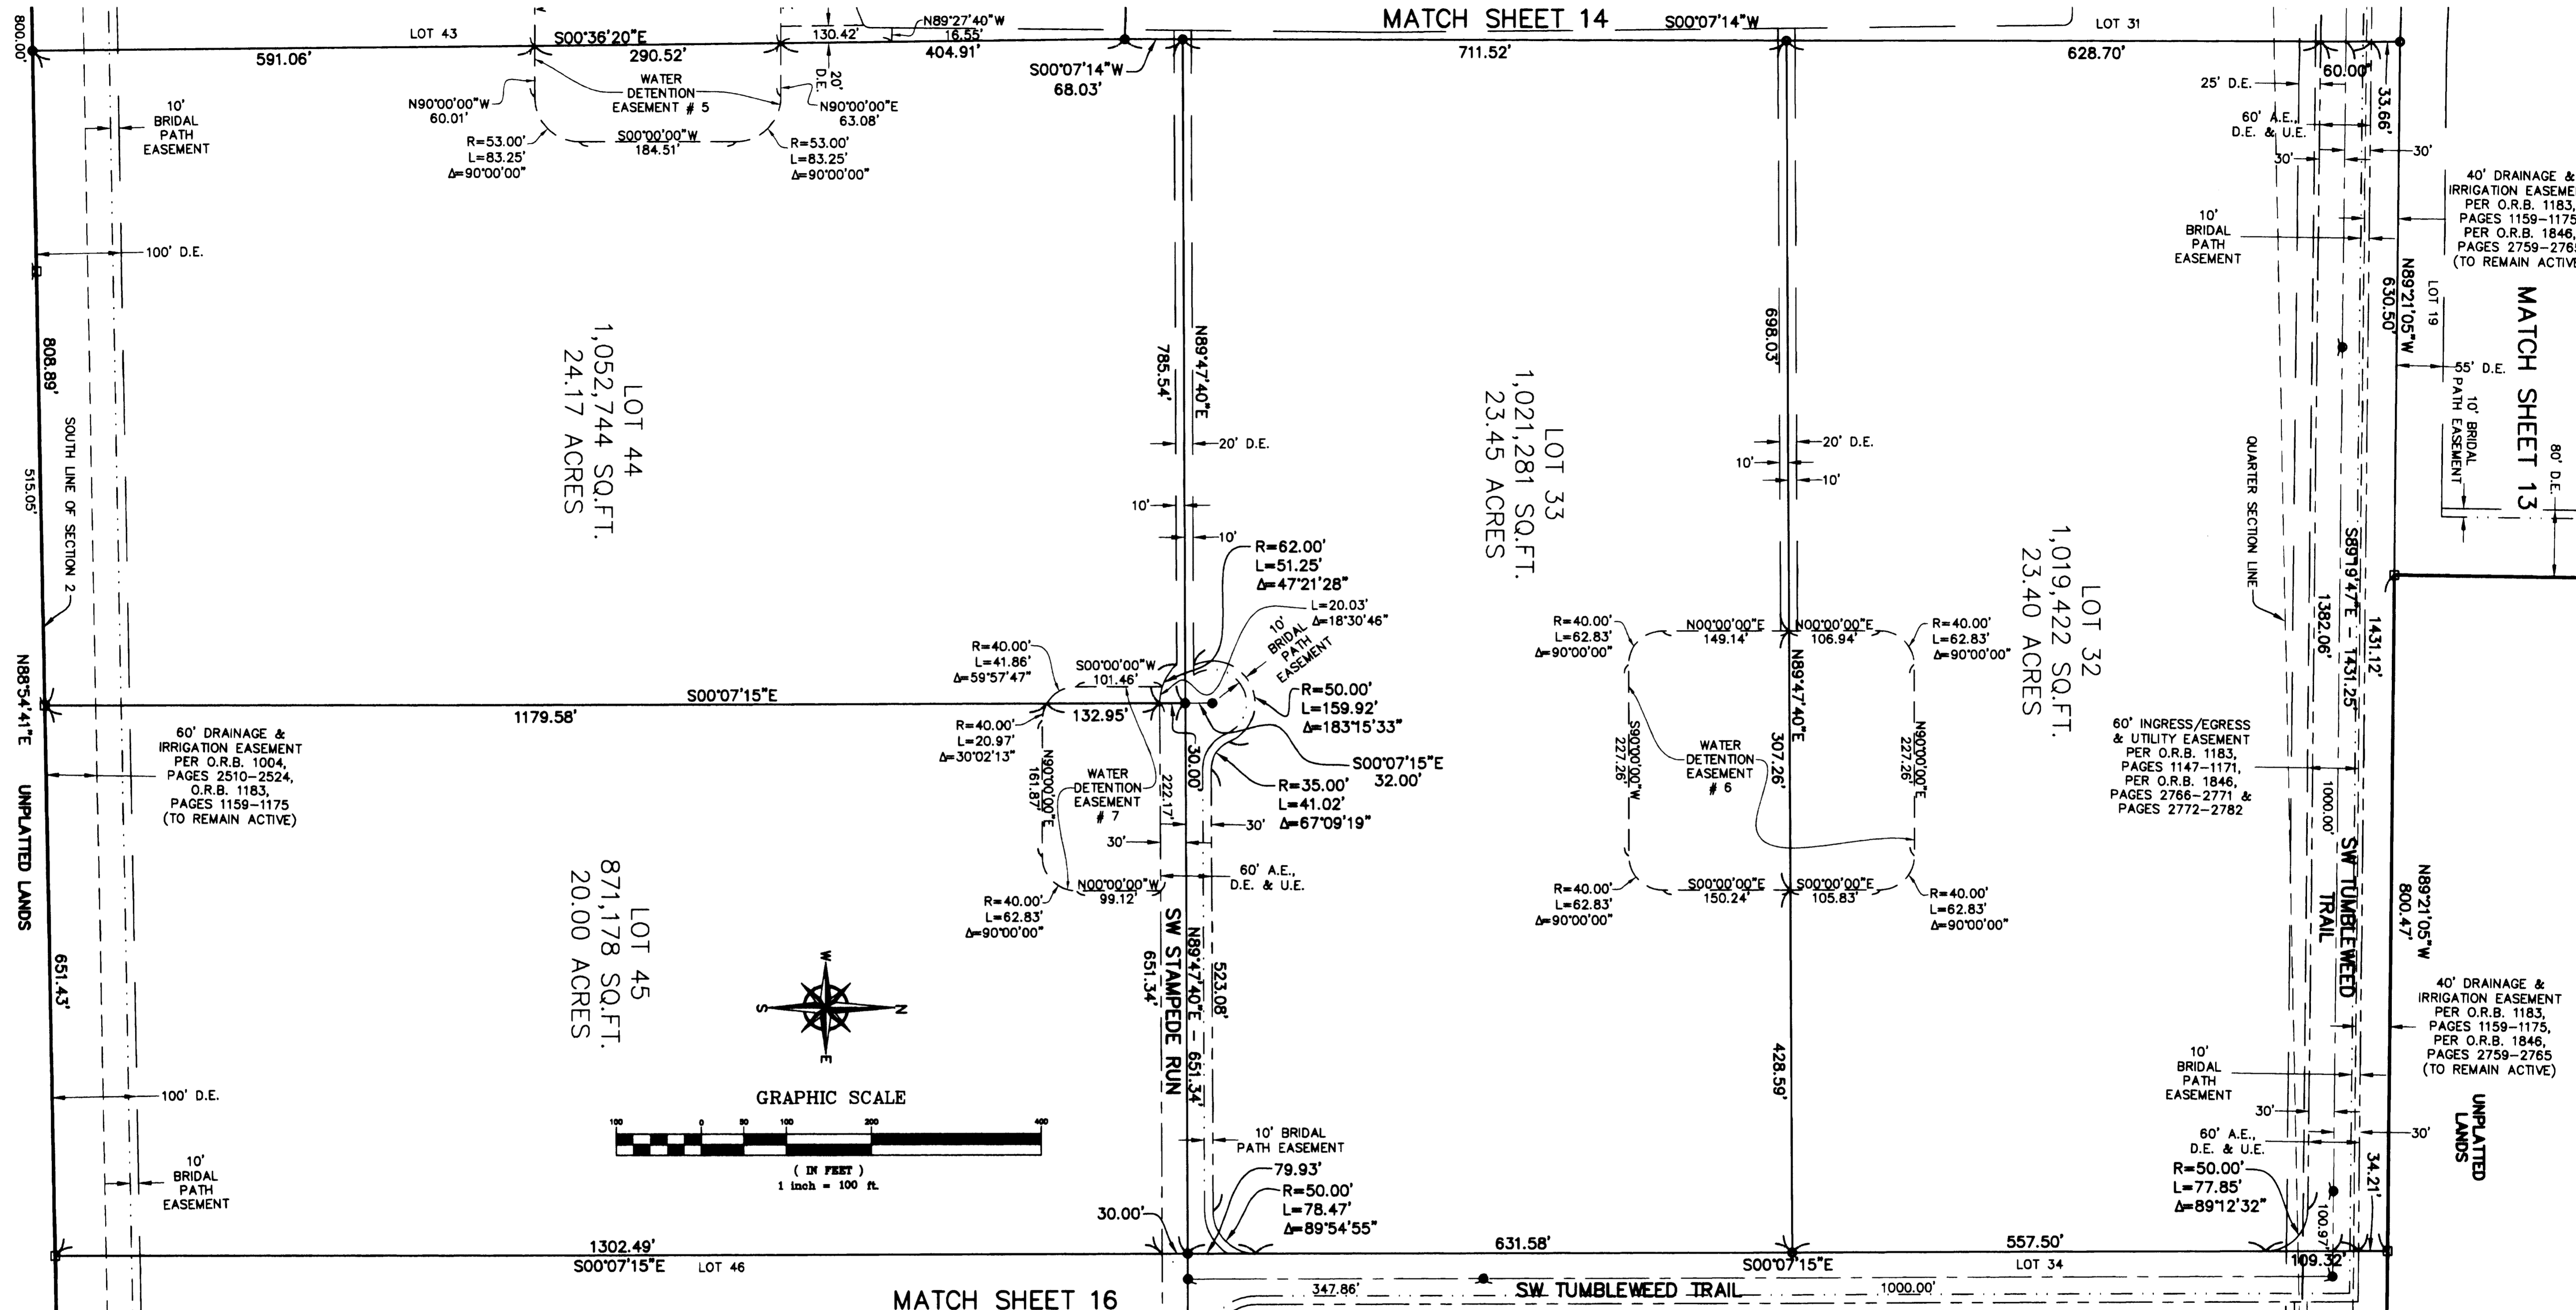 MATCH SHEET 14
800.00'
LOT 43
591.06'
S00°36'20"E
290.52'
130.42'
N89°27'40"W
16.55'
404.91'
S00°07'14"W
68.03'
711.52'
S00°07'14"W
LOT 31
628.70'
60.00'
33.66'
WATER
DETENTION
EASEMENT # 5
20'
D.E.
N90°00'00"W
60.01'
N90°00'00"E
63.08'
R=53.00'
L=83.25'
Δ=90°00'00"
S00°00'00"W
184.51'
R=53.00'
L=83.25'
Δ=90°00'00"
10'
BRIDAL
PATH
EASEMENT
100' D.E.
25' D.E.
60' A.E.,
D.E. & U.E.
30'
30'
10'
BRIDAL
PATH
EASEMENT
40' DRAINAGE &
IRRIGATION EASEME
PER O.R.B. 1183,
PAGES 1159-1175
PER O.R.B. 1846,
PAGES 2759-276
(TO REMAIN ACTIVE
N89°21'05"W
630.50'
LOT 19
MATCH SHEET 13
55' D.E.
10' BRIDAL
PATH EASEMENT
80' D.E.
808.89'
SOUTH LINE OF SECTION 2
515.05'
LOT 44
1,052,744 SQ.FT.
24.17 ACRES
N89°47'40"E
785.54'
20' D.E.
10'
10'
LOT 33
1,021,281 SQ.FT.
23.45 ACRES
698.03'
20' D.E.
10'
10'
LOT 32
1,019,422 SQ.FT.
23.40 ACRES
QUARTER SECTION LINE
S89°19'47"E - 1431.25'
1382.06'
1431.12'
R=62.00'
L=51.25'
Δ=47°21'28"
L=20.03'
Δ=18°30'46"
10'
BRIDAL
PATH
EASEMENT
R=40.00'
L=41.86'
Δ=59°57'47"
S00°00'00"W
101.46'
R=50.00'
L=159.92'
Δ=183°15'33"
S00°07'15"E
1179.58'
132.95'
30.00'
S00°07'15"E
32.00'
R=40.00'
L=20.97'
Δ=30°02'13"
N90°00'00"E
161.87'
WATER
DETENTION
EASEMENT
# 7
222.17'
R=35.00'
L=41.02'
Δ=67°09'19"
30'
30'
60' A.E.,
D.E. & U.E.
R=40.00'
L=62.83'
Δ=90°00'00"
N00°00'00"W
99.12'
R=40.00'
L=62.83'
Δ=90°00'00"
N00°00'00"E
149.14'
N00°00'00"E
106.94'
R=40.00'
L=62.83'
Δ=90°00'00"
N89°47'40"E
307.26'
S90°00'00"W
227.26'
WATER
DETENTION
EASEMENT
# 6
N90°00'00"E
227.26'
R=40.00'
L=62.83'
Δ=90°00'00"
S00°00'00"E
150.24'
S00°00'00"E
105.83'
R=40.00'
L=62.83'
Δ=90°00'00"
60' INGRESS/EGRESS
& UTILITY EASEMENT
PER O.R.B. 1183,
PAGES 1147-1171,
PER O.R.B. 1846,
PAGES 2766-2771 &
PAGES 2772-2782
1000.00'
SW TUMBLEWEED
TRAIL
N89°21'05"W
800.47'
N88°54'41"E
UNPLATTED LANDS
60' DRAINAGE &
IRRIGATION EASEMENT
PER O.R.B. 1004,
PAGES 2510-2524,
O.R.B. 1183,
PAGES 1159-1175
(TO REMAIN ACTIVE)
LOT 45
871,178 SQ.FT.
20.00 ACRES
651.43'
W
S
N
E
GRAPHIC SCALE
100 0 50 100 200 400
( IN FEET )
1 inch = 100 ft.
SW STAMPEDE RUN
651.34'
N89°47'40"E - 651.34'
523.08'
428.59'
40' DRAINAGE &
IRRIGATION EASEMENT
PER O.R.B. 1183,
PAGES 1159-1175,
PER O.R.B. 1846,
PAGES 2759-2765
(TO REMAIN ACTIVE)
UNPLATTED
LANDS
10'
BRIDAL
PATH
EASEMENT
30'
30'
60' A.E.,
D.E. & U.E.
R=50.00'
L=77.85'
Δ=89°12'32"
34.21'
100.97'
109.32'
100' D.E.
10'
BRIDAL
PATH
EASEMENT
10' BRIDAL
PATH EASEMENT
79.93'
R=50.00'
L=78.47'
Δ=89°54'55"
30.00'
1302.49'
S00°07'15"E
LOT 46
631.58'
S00°07'15"E
557.50'
LOT 34
347.86'
SW TUMBLEWEED TRAIL
1000.00'
MATCH SHEET 16